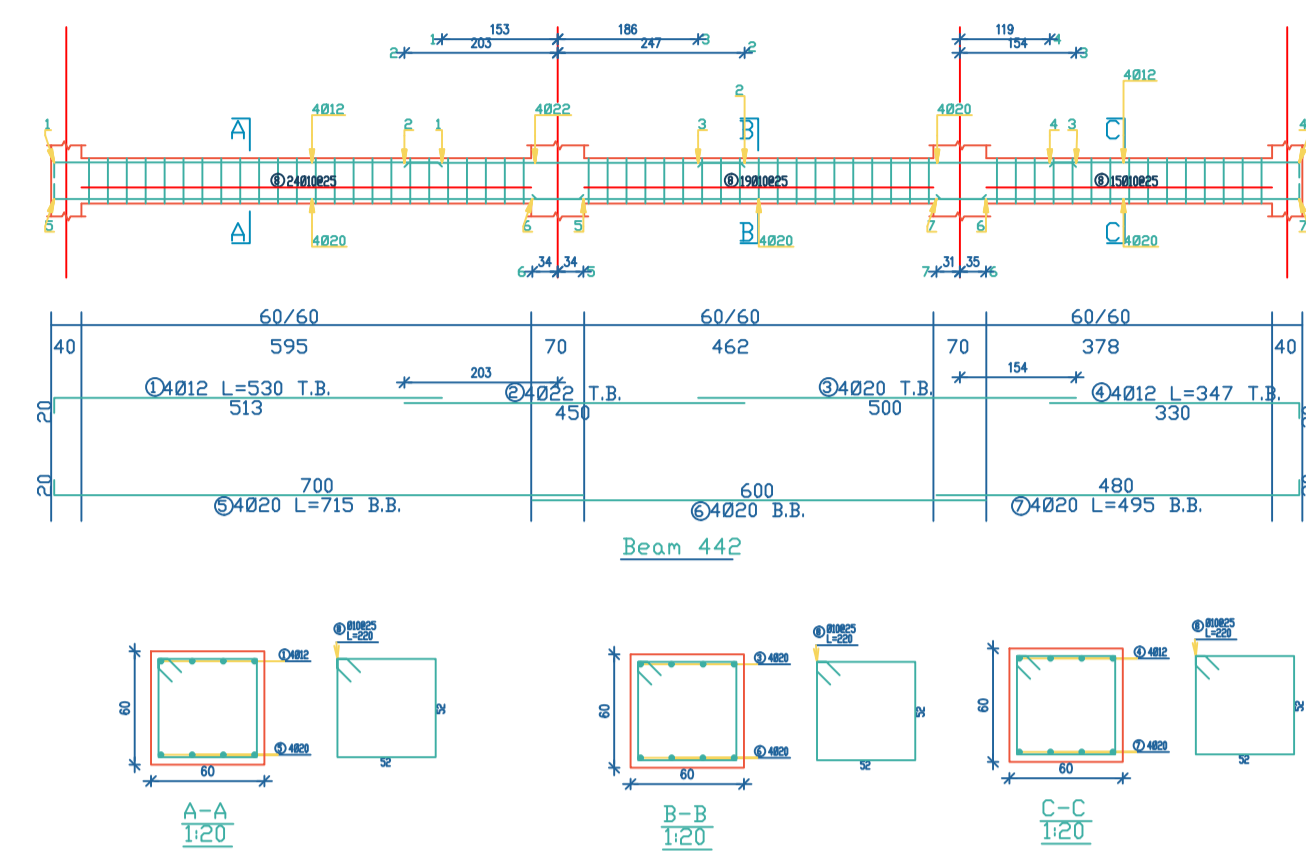 153 186 119
1 3 4
203 247 154
2 2 3
4Ø12 4Ø22 2 4Ø20 4Ø12
1 A 2 1 3 B 4 3 C 4
⑧24Ø10@25 ⑧19Ø10@25 ⑧15Ø10@25
5 A 4Ø20 6 5 B 4Ø20 7 6 C 4Ø20 7
6 34 34 5 7 31 35 6
60/60 60/60 60/60
40 595 70 462 70 378 40
203 154
①4Ø12 L=530 T.B. ②4Ø22 T.B. ③4Ø20 T.B. ④4Ø12 L=347 T.B.
20 513 450 500 330
20 700 600 480
⑤4Ø20 L=715 B.B. ⑥4Ø20 B.B. ⑦4Ø20 L=495 B.B.
Beam 442
⑧Ø10@25 ⑧Ø10@25 ⑧Ø10@25
L=220 L=220 L=220
①4Ø12 ③4Ø20 ④4Ø12
60 52 60 52 60 52
⑤4Ø20 ⑥4Ø20 ⑦4Ø20
60 52 60 52 60 52
A-A B-B C-C
1:20 1:20 1:20